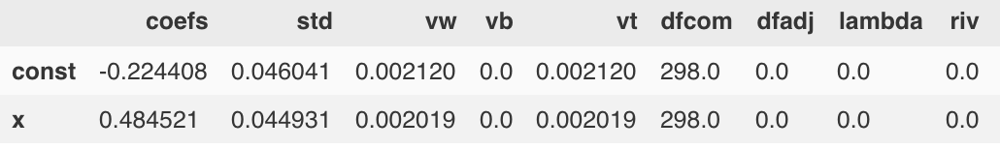 coefs std vw vb vt dfcom dfadj lambda riv
const -0.224408 0.046041 0.002120 0.0 0.002120 298.0 0.0 0.0 0.0
x 0.484521 0.044931 0.002019 0.0 0.002019 298.0 0.0 0.0 0.0